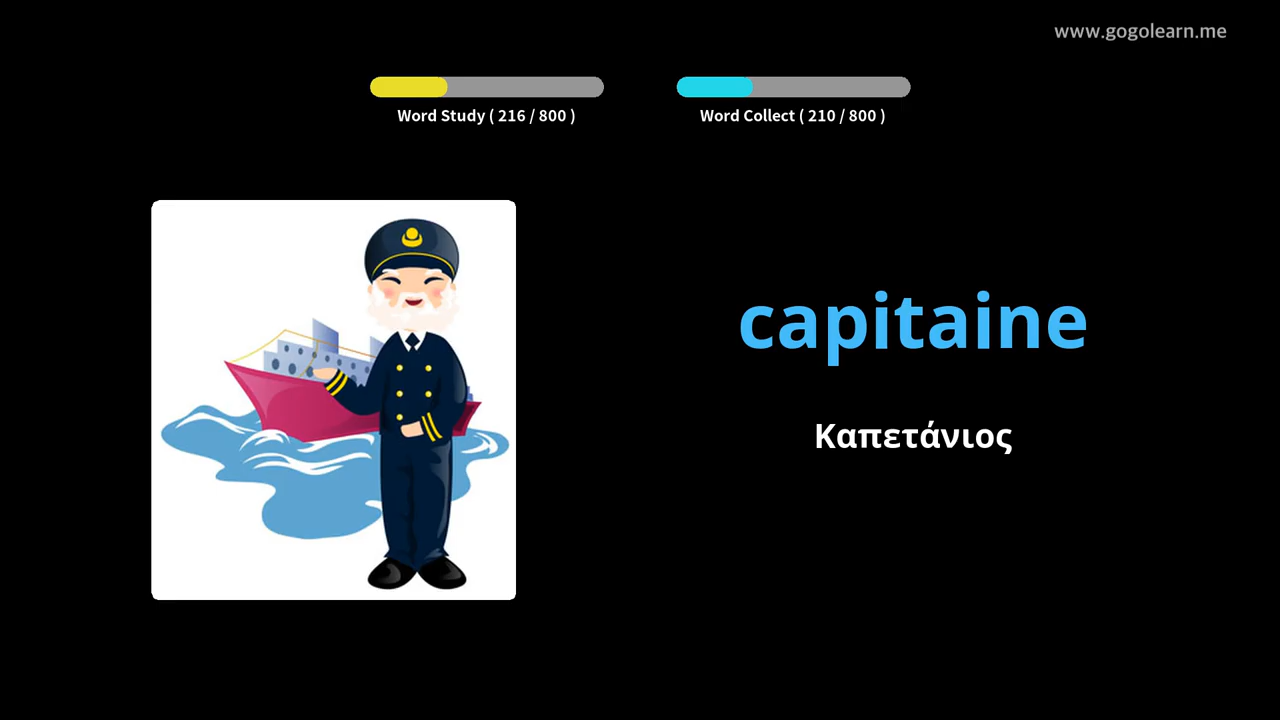 www.gogolearn.me
Word Study ( 216 / 800 )
Word Collect ( 210 / 800 )
capitaine
Καπετάνιος